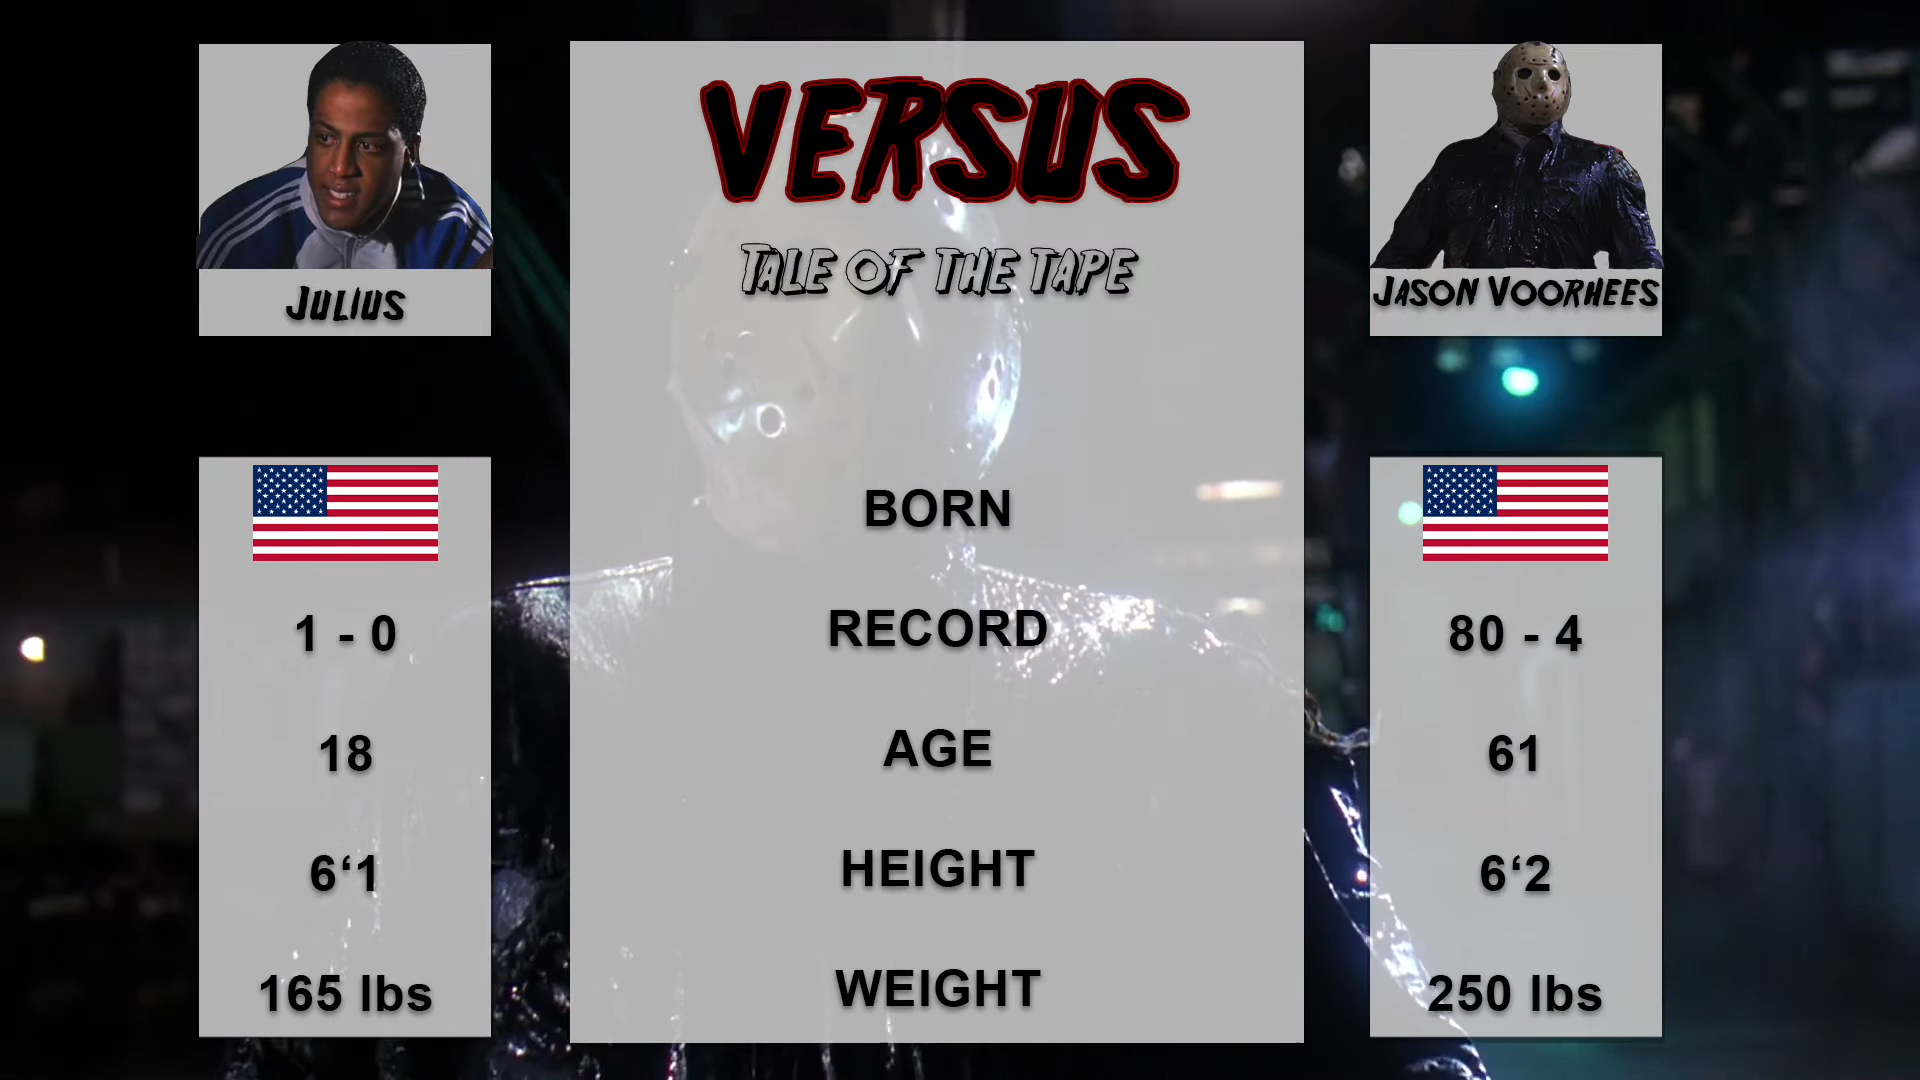 VERSUS
TALE OF THE TAPE
JULIUS
JASON VOORHEES
BORN
1 - 0 RECORD 80 - 4
18 AGE 61
6‘1 HEIGHT 6‘2
165 lbs WEIGHT 250 lbs